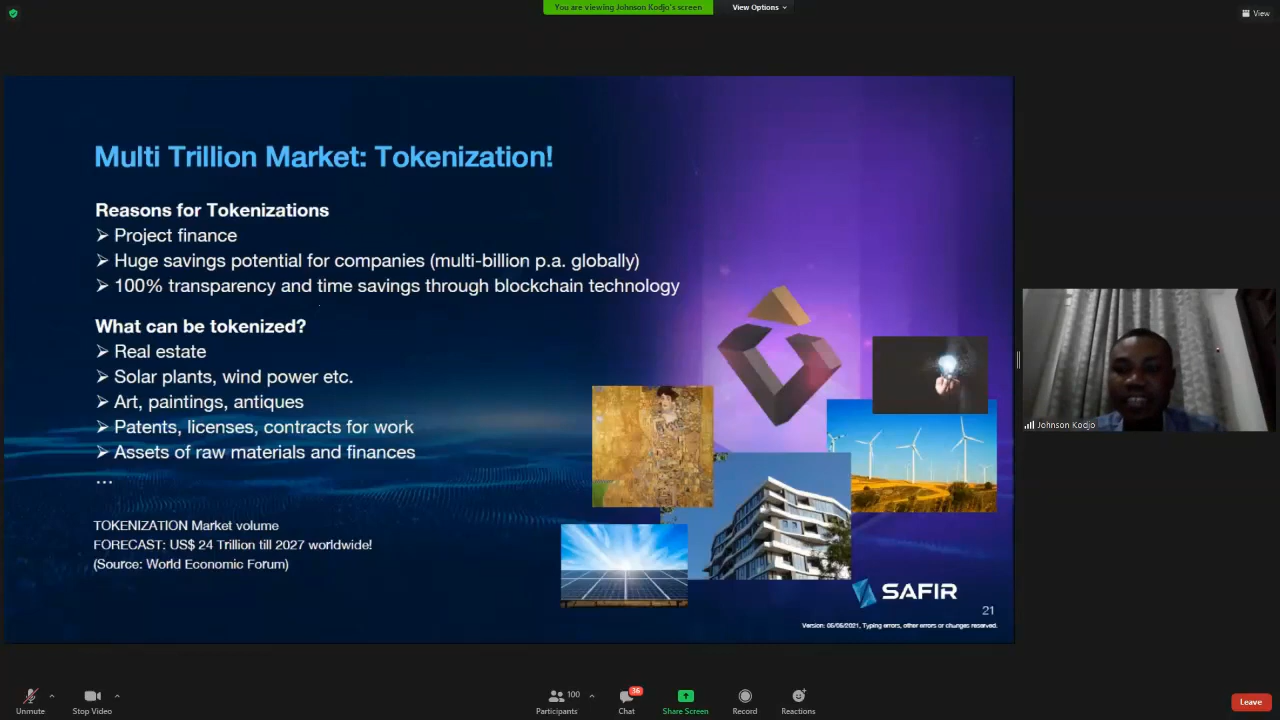 You are viewing Johnson Kodjo's screen
View Options
View
Multi Trillion Market: Tokenization!
Reasons for Tokenizations
➢ Project finance
➢ Huge savings potential for companies (multi-billion p.a. globally)
➢ 100% transparency and time savings through blockchain technology
What can be tokenized?
➢ Real estate
➢ Solar plants, wind power etc.
➢ Art, paintings, antiques
➢ Patents, licenses, contracts for work
➢ Assets of raw materials and finances
...
TOKENIZATION Market volume
FORECAST: US$ 24 Trillion till 2027 worldwide!
(Source: World Economic Forum)
SAFIR
21
Version: 05/05/2021, Typing errors, other errors or changes reserved.
Johnson Kodjo
Unmute
Stop Video
Participants
100
Chat
36
Share Screen
Record
Reactions
Leave